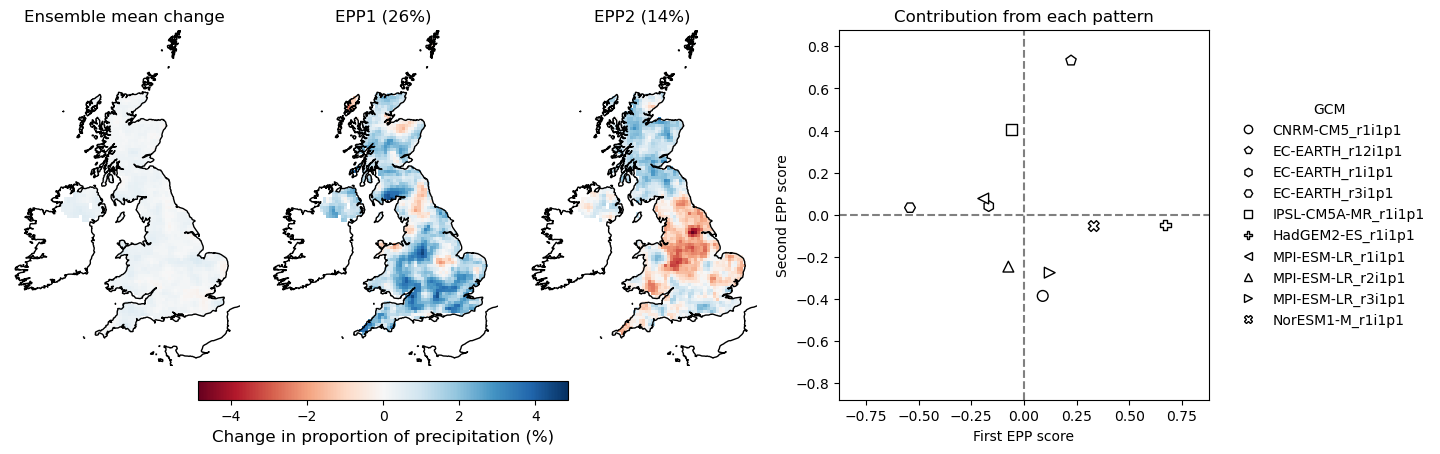 Ensemble mean change
EPP1 (26%)
EPP2 (14%)
Contribution from each pattern
−4 −2 0 2 4
Change in proportion of precipitation (%)
0.8
0.6
0.4
0.2
0.0
−0.2
−0.4
−0.6
−0.8
Second EPP score
−0.75 −0.50 −0.25 0.00 0.25 0.50 0.75
First EPP score
GCM
CNRM-CM5_r1i1p1
EC-EARTH_r12i1p1
EC-EARTH_r1i1p1
EC-EARTH_r3i1p1
IPSL-CM5A-MR_r1i1p1
HadGEM2-ES_r1i1p1
MPI-ESM-LR_r1i1p1
MPI-ESM-LR_r2i1p1
MPI-ESM-LR_r3i1p1
NorESM1-M_r1i1p1